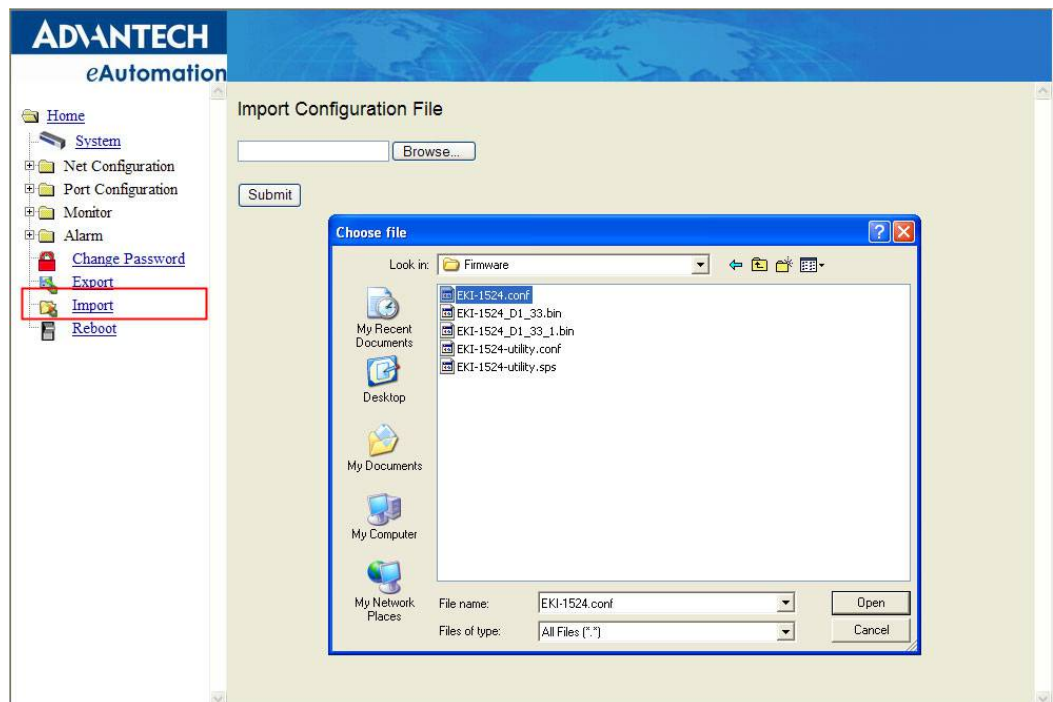 ADVANTECH
eAutomation
Home
System
Net Configuration
Port Configuration
Monitor
Alarm
Change Password
Export
Import
Reboot
Import Configuration File
Browse...
Submit
Choose file
Look in:
Firmware
My Recent
Documents
Desktop
My Documents
My Computer
My Network
Places
EKI-1524.conf
EKI-1524_D1_33.bin
EKI-1524_D1_33_1.bin
EKI-1524-utility.conf
EKI-1524-utility.sps
File name:
EKI-1524.conf
Open
Files of type:
All Files (*.*)
Cancel